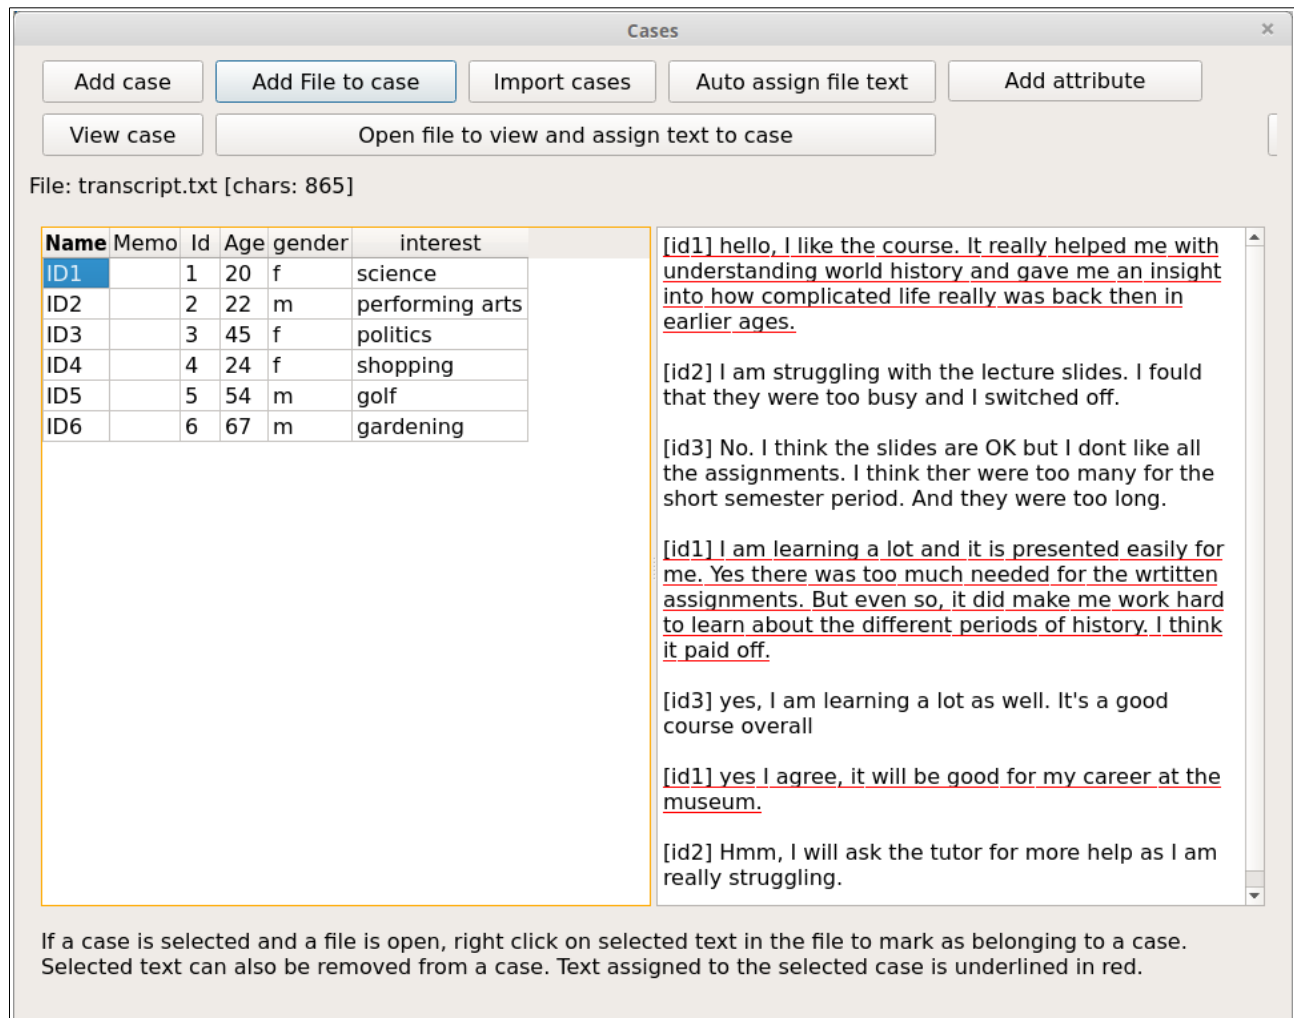 Cases
Add case Add File to case Import cases Auto assign file text Add attribute
View case Open file to view and assign text to case
File: transcript.txt [chars: 865]
Name Memo Id Age gender interest
ID1 1 20 f science
ID2 2 22 m performing arts
ID3 3 45 f politics
ID4 4 24 f shopping
ID5 5 54 m golf
ID6 6 67 m gardening
[id1] hello, I like the course. It really helped me with
understanding world history and gave me an insight
into how complicated life really was back then in
earlier ages.
[id2] I am struggling with the lecture slides. I fould
that they were too busy and I switched off.
[id3] No. I think the slides are OK but I dont like all
the assignments. I think ther were too many for the
short semester period. And they were too long.
[id1] I am learning a lot and it is presented easily for
me. Yes there was too much needed for the wrtitten
assignments. But even so, it did make me work hard
to learn about the different periods of history. I think
it paid off.
[id3] yes, I am learning a lot as well. It's a good
course overall
[id1] yes I agree, it will be good for my career at the
museum.
[id2] Hmm, I will ask the tutor for more help as I am
really struggling.
If a case is selected and a file is open, right click on selected text in the file to mark as belonging to a case.
Selected text can also be removed from a case. Text assigned to the selected case is underlined in red.